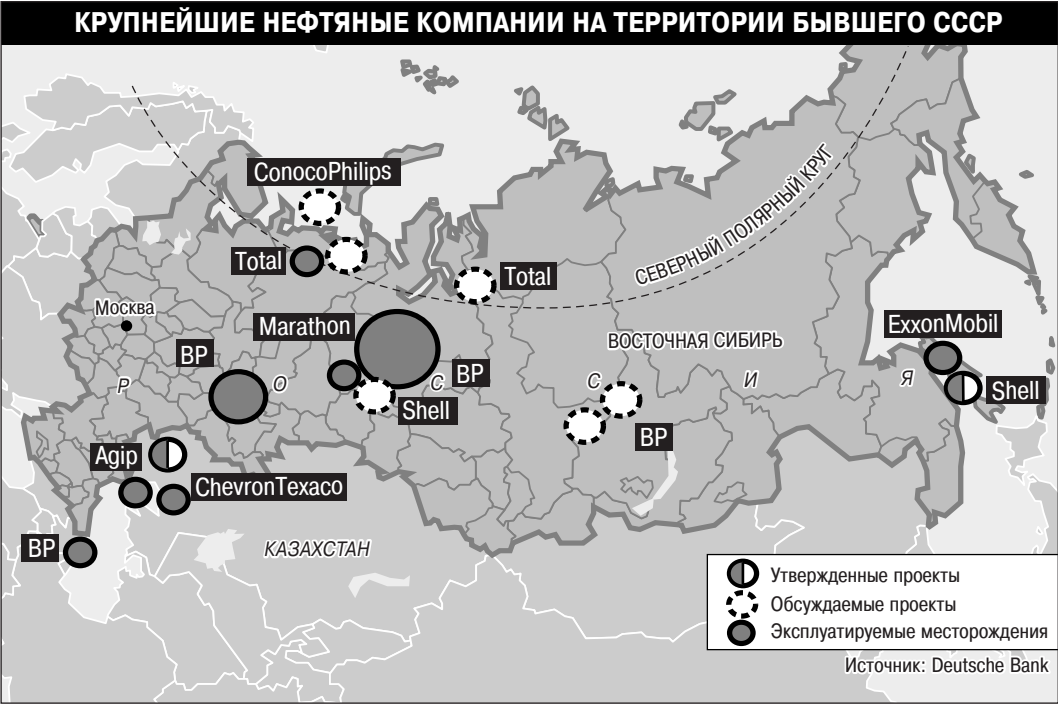 КРУПНЕЙШИЕ НЕФТЯНЫЕ КОМПАНИИ НА ТЕРРИТОРИИ БЫВШЕГО СССР
ConocoPhilips
СЕВЕРНЫЙ ПОЛЯРНЫЙ КРУГ
Total
Total
Москва
Marathon
ExxonMobil
ВОСТОЧНАЯ СИБИРЬ
BP
BP
Р О С С И Я
Shell
Shell
BP
Agip
ChevronTexaco
BP
КАЗАХСТАН
Утвержденные проекты
Обсуждаемые проекты
Эксплуатируемые месторождения
Источник: Deutsche Bank